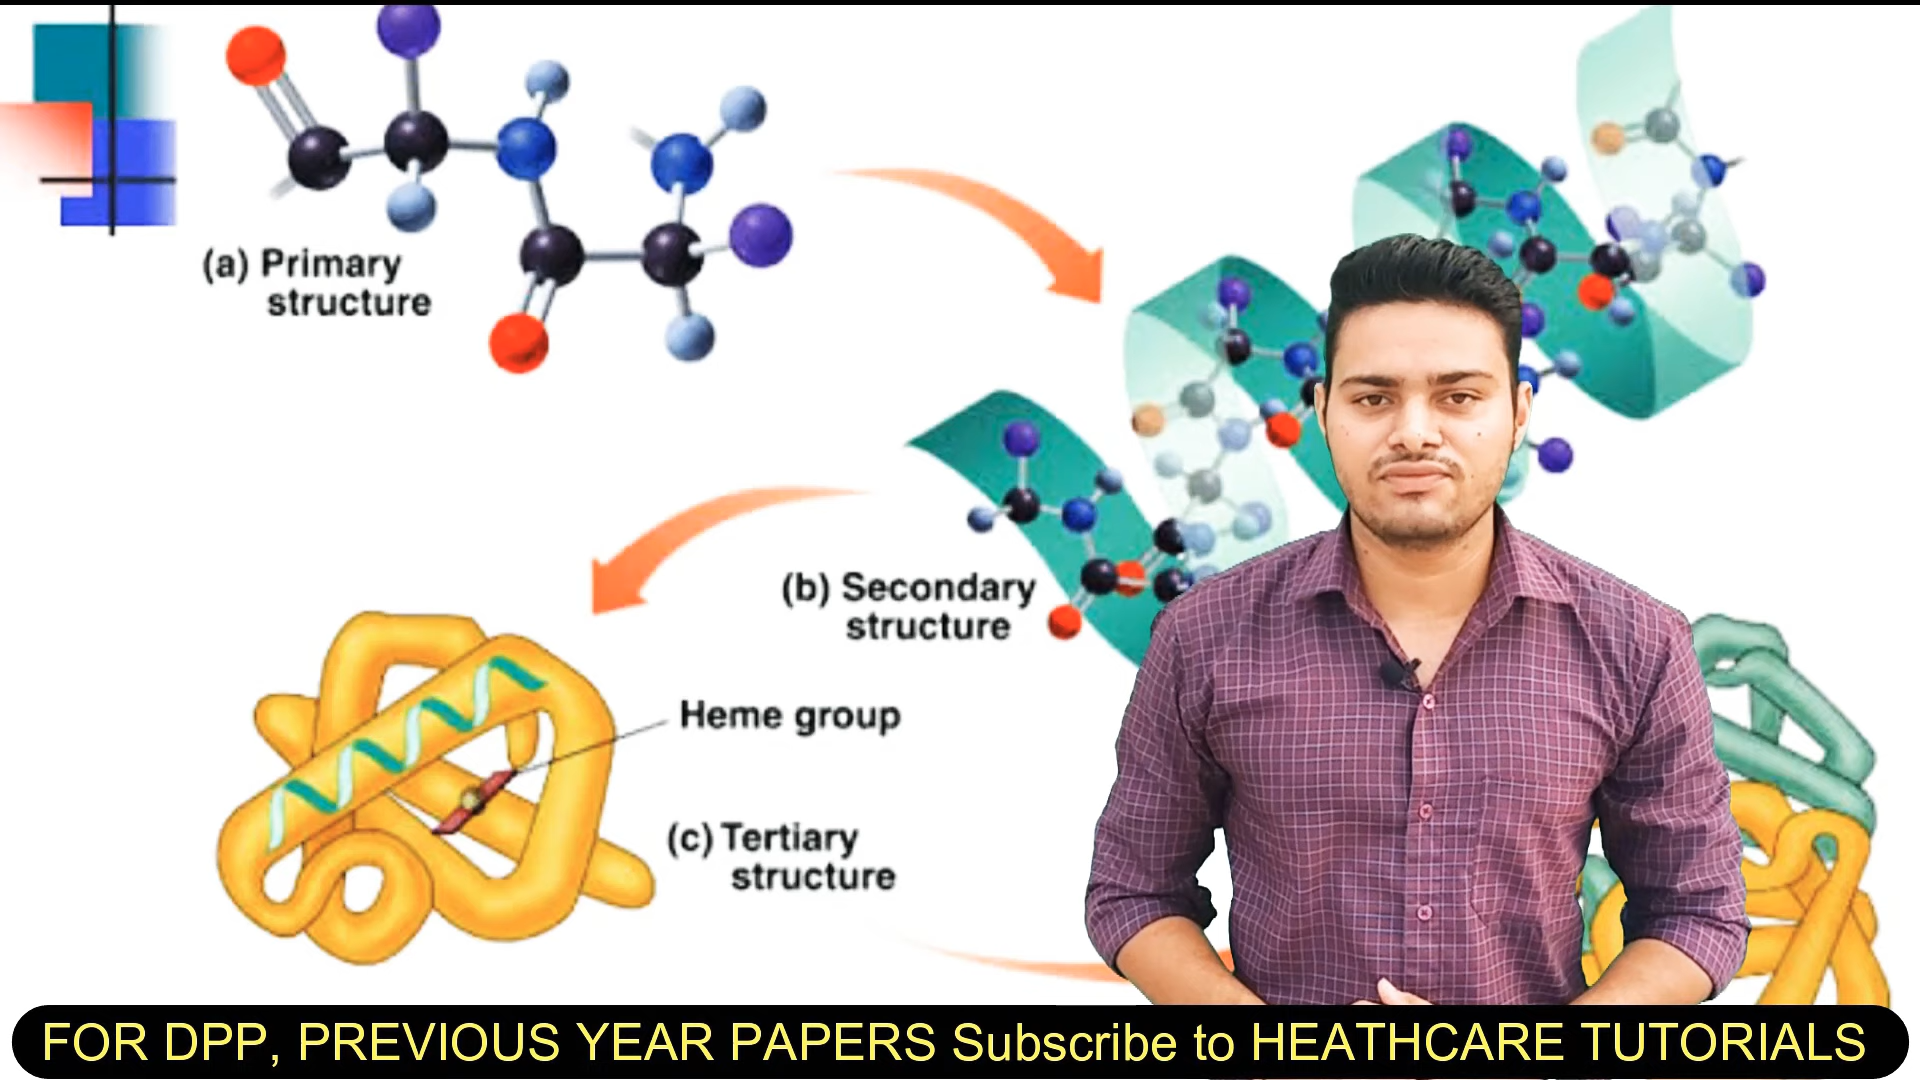 (a) Primary
structure
(b) Secondary
structure
Heme group
(c) Tertiary
structure
FOR DPP, PREVIOUS YEAR PAPERS Subscribe to HEATHCARE TUTORIALS